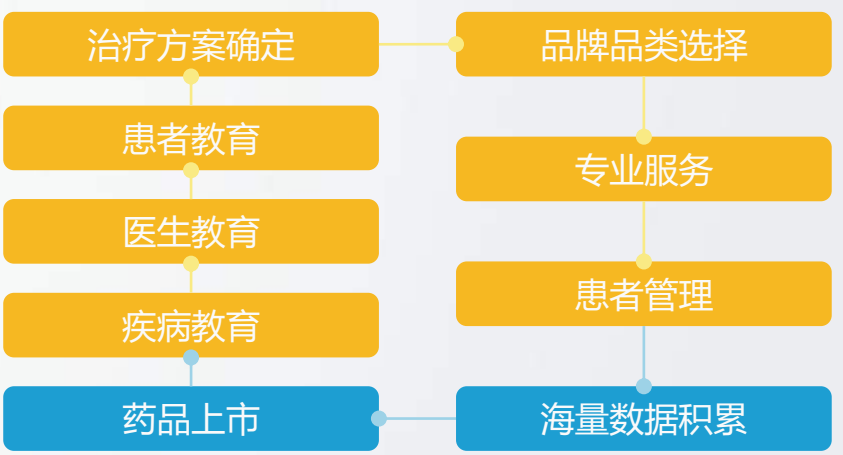 治疗方案确定
患者教育
医生教育
疾病教育
药品上市
品牌品类选择
专业服务
患者管理
海量数据积累